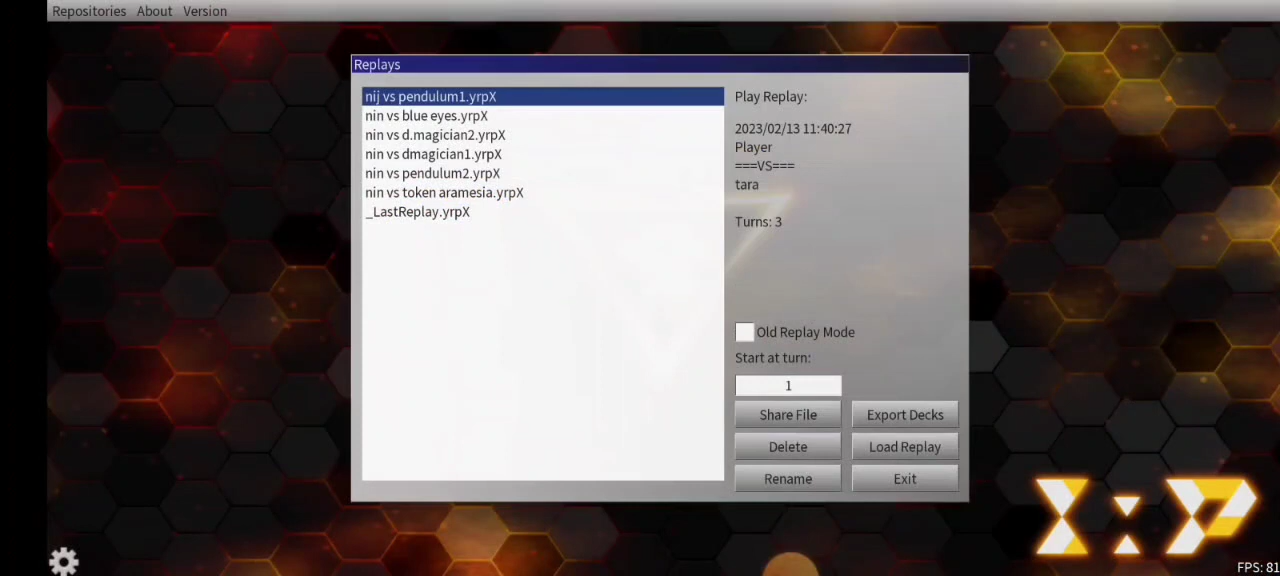 Repositories About Version
Replays
nij vs pendulum1.yrpX
nin vs blue eyes.yrpX
nin vs d.magician2.yrpX
nin vs dmagician1.yrpX
nin vs pendulum2.yrpX
nin vs token aramesia.yrpX
_LastReplay.yrpX
Play Replay:
2023/02/13 11:40:27
Player
===VS===
tara
Turns: 3
Old Replay Mode
Start at turn:
1
Share File Export Decks
Delete Load Replay
Rename Exit
X:P
FPS: 81